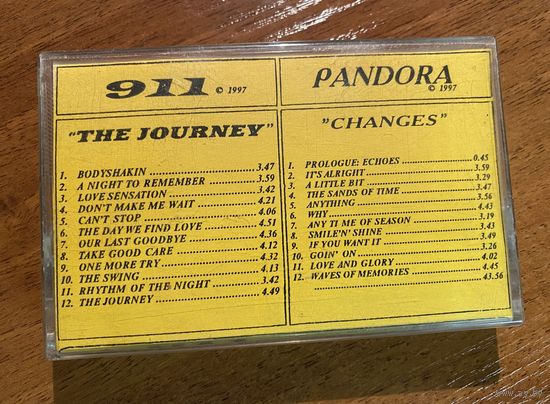 911 © 1997
"THE JOURNEY"
1. BODYSHAKIN 3.47
2. A NIGHT TO REMEMBER 3.59
3. LOVE SENSATION 3.42
4. DON'T MAKE ME WAIT 4.21
5. CAN'T STOP 4.06
6. THE DAY WE FIND LOVE 4.51
7. OUR LAST GOODBYE 4.36
8. TAKE GOOD CARE 4.12
9. ONE MORE TRY 4.32
10. THE SWING 4.13
11. RHYTHM OF THE NIGHT 3.42
12. THE JOURNEY 4.49
PANDORA
© 1997
"CHANGES"
1. PROLOGUE: ECHOES 0.45
2. IT'S ALRIGHT 3.59
3. A LITTLE BIT 3.29
4. THE SANDS OF TIME 3.47
5. ANYTHING 3.56
6. WHY 4.43
7. ANY TI ME OF SEASON 3.19
8. SMILEN' SHINE 3.43
9. IF YOU WANT IT 3.49
10. GOIN' ON 3.26
11. LOVE AND GLORY 4.02
12. WAVES OF MEMORIES 4.45
43.56